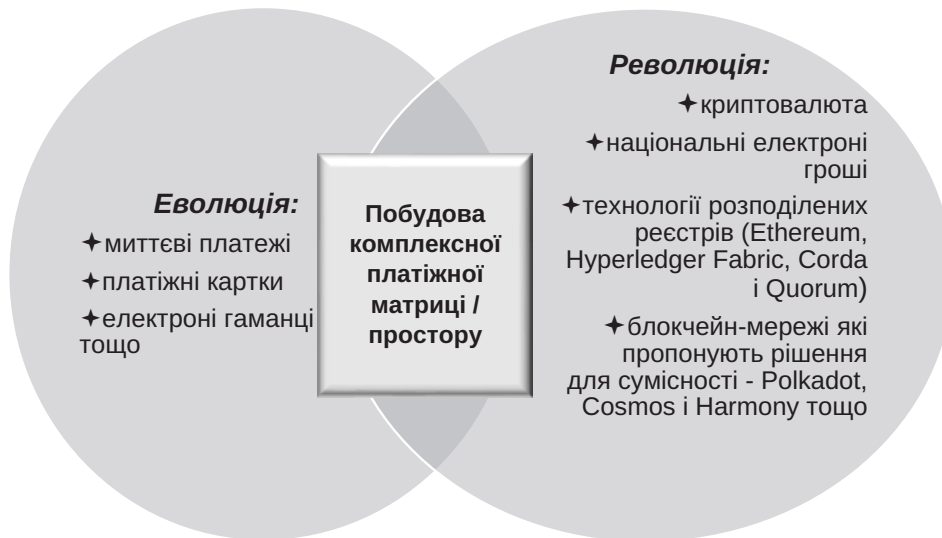 Еволюція:
✦миттєві платежі
✦платіжні картки
✦електроні гаманці
тощо
Побудова
комплексної
платіжної
матриці /
простору
Революція:
✦криптовалюта
✦національні електроні
гроші
✦технології розподілених
реєстрів (Ethereum,
Hyperledger Fabric, Corda
і Quorum)
✦блокчейн-мережі які
пропонують рішення
для сумісності - Polkadot,
Cosmos і Harmony тощо